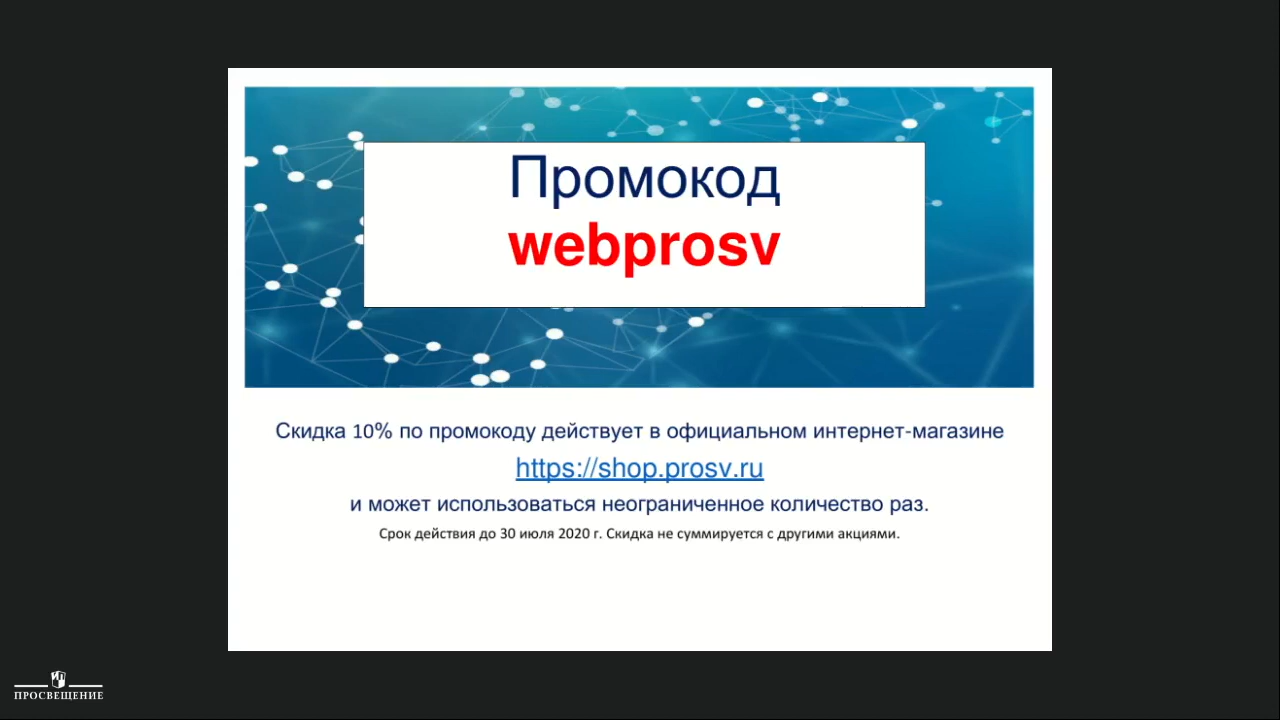 Промокод
webprosv
Скидка 10% по промокоду действует в официальном интернет-магазине
https://shop.prosv.ru
и может использоваться неограниченное количество раз.
Срок действия до 30 июля 2020 г. Скидка не суммируется с другими акциями.
ПРОСВЕЩЕНИЕ